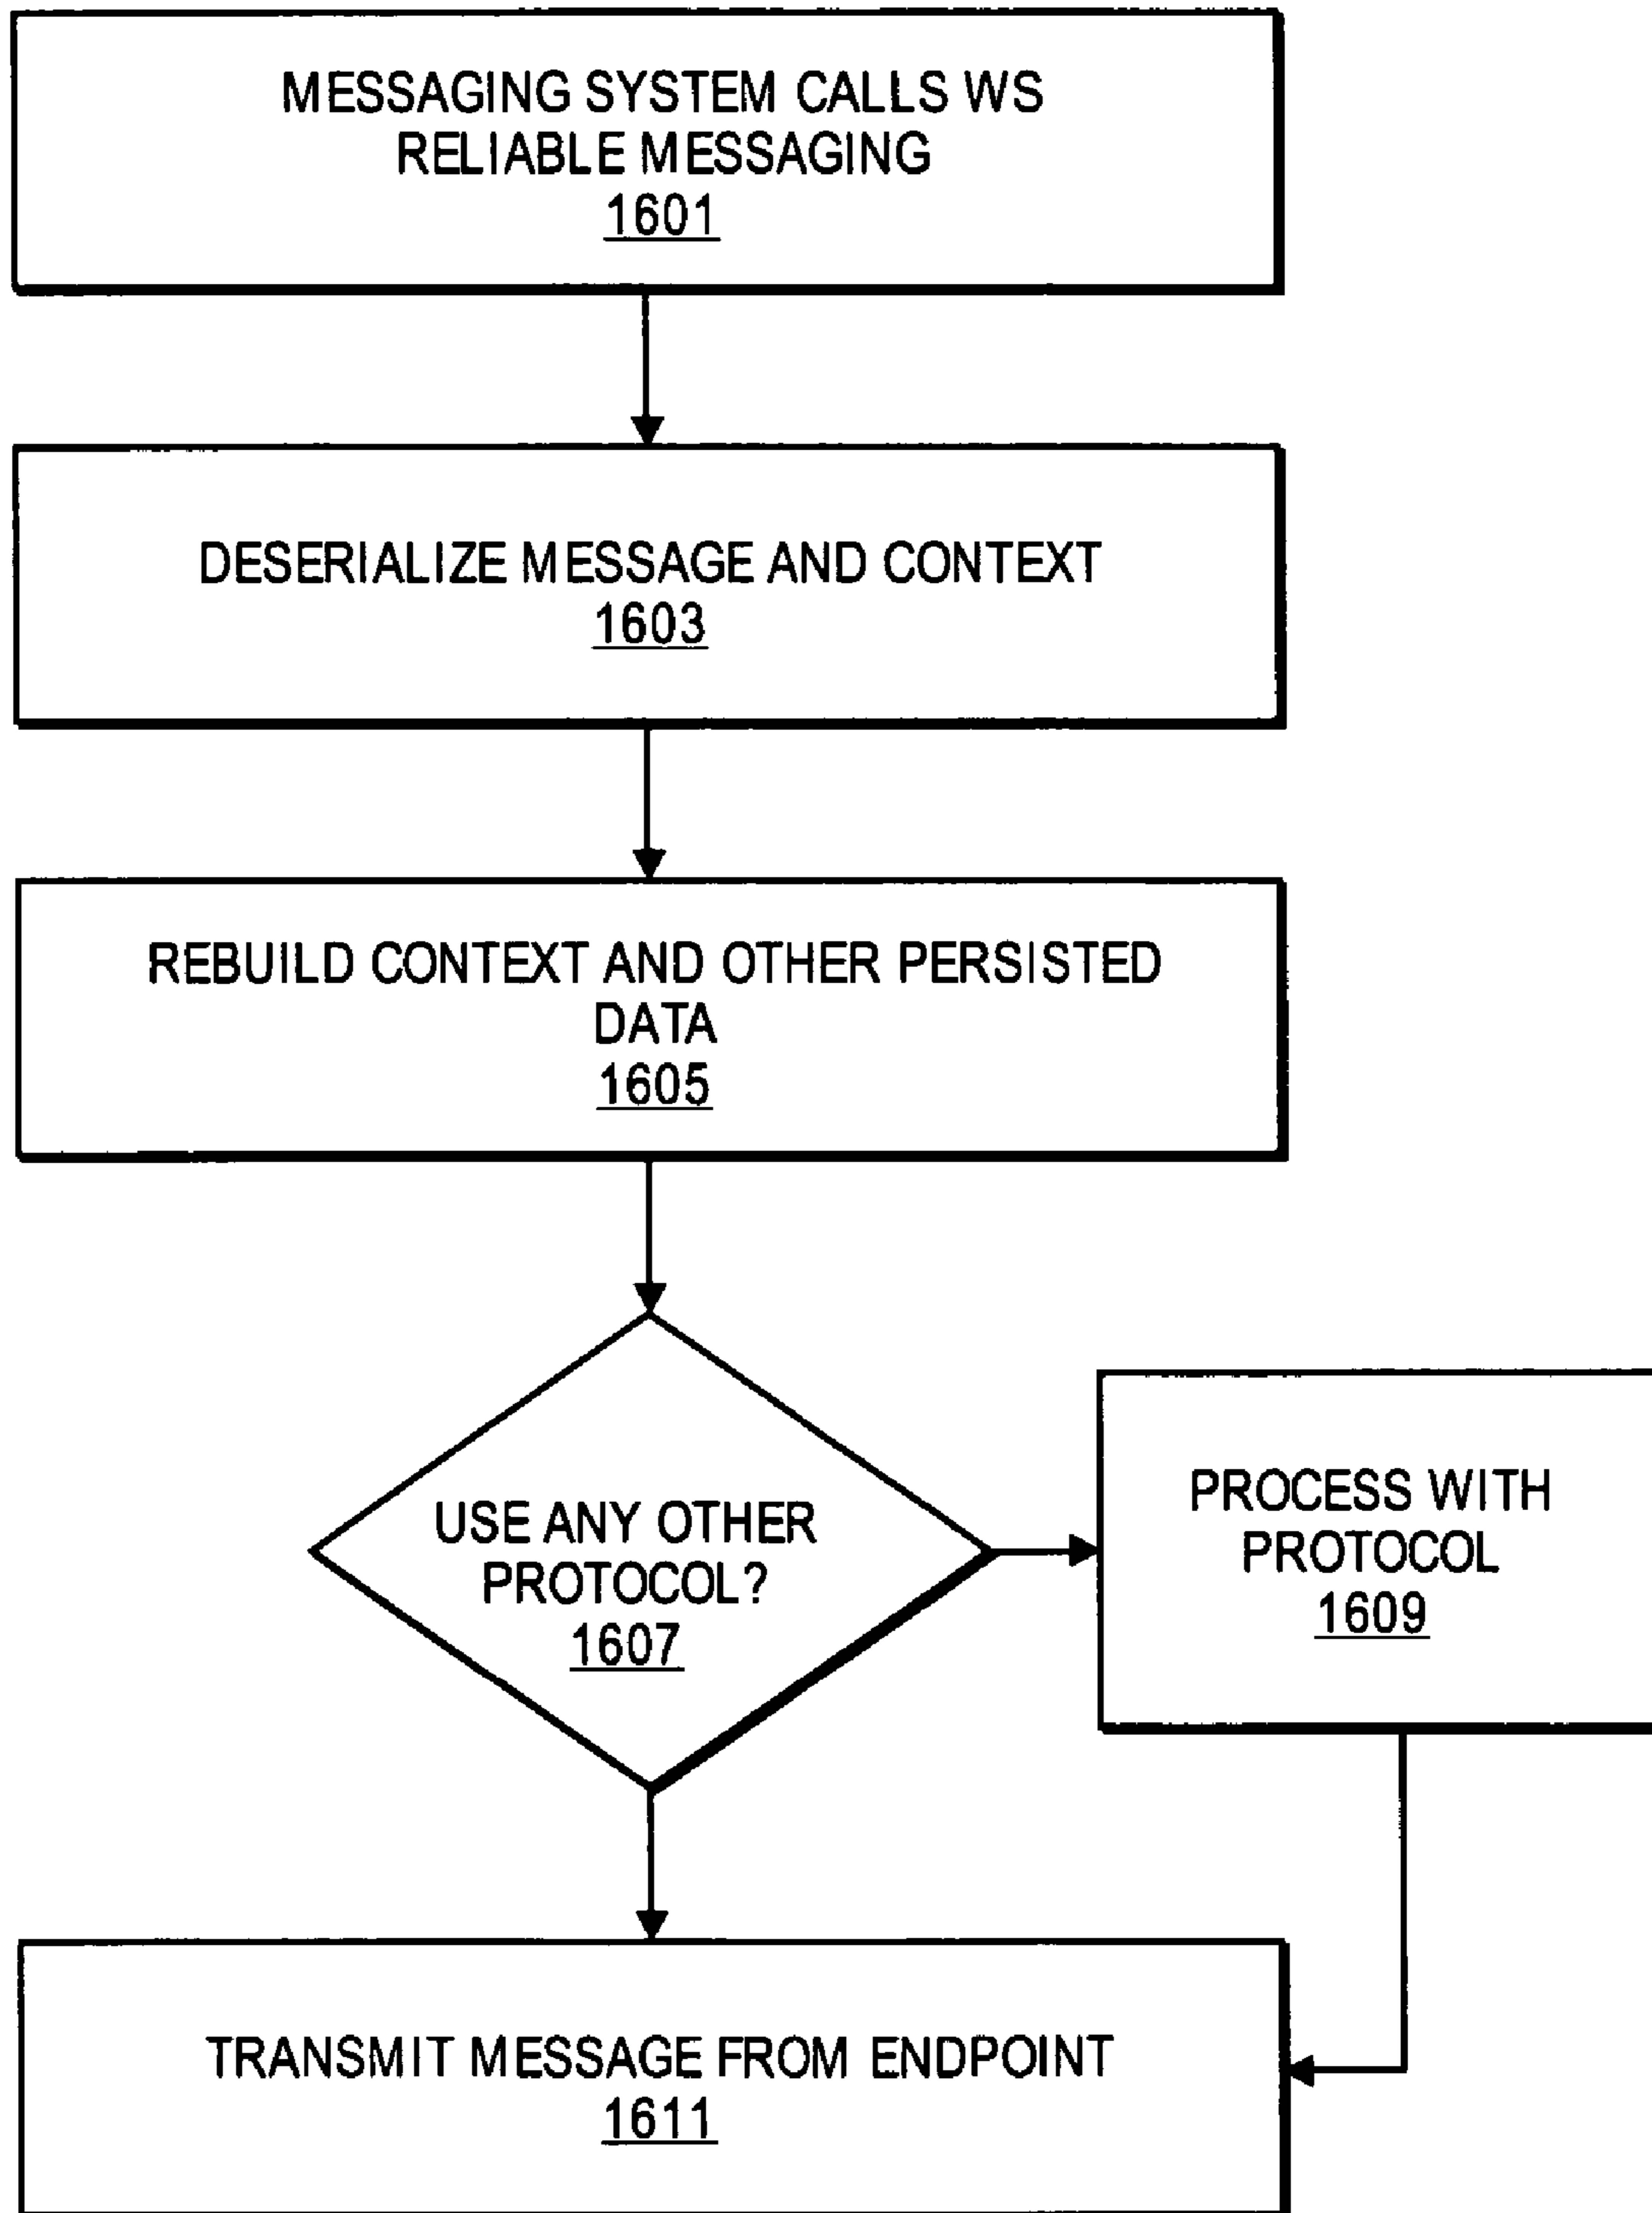 MESSAGING SYSTEM CALLS WS
RELIABLE MESSAGING
1601
DESERIALIZE MESSAGE AND CONTEXT
1603
REBUILD CONTEXT AND OTHER PERSISTED
DATA
1605
USE ANY OTHER
PROTOCOL?
1607
PROCESS WITH
PROTOCOL
1609
TRANSMIT MESSAGE FROM ENDPOINT
1611